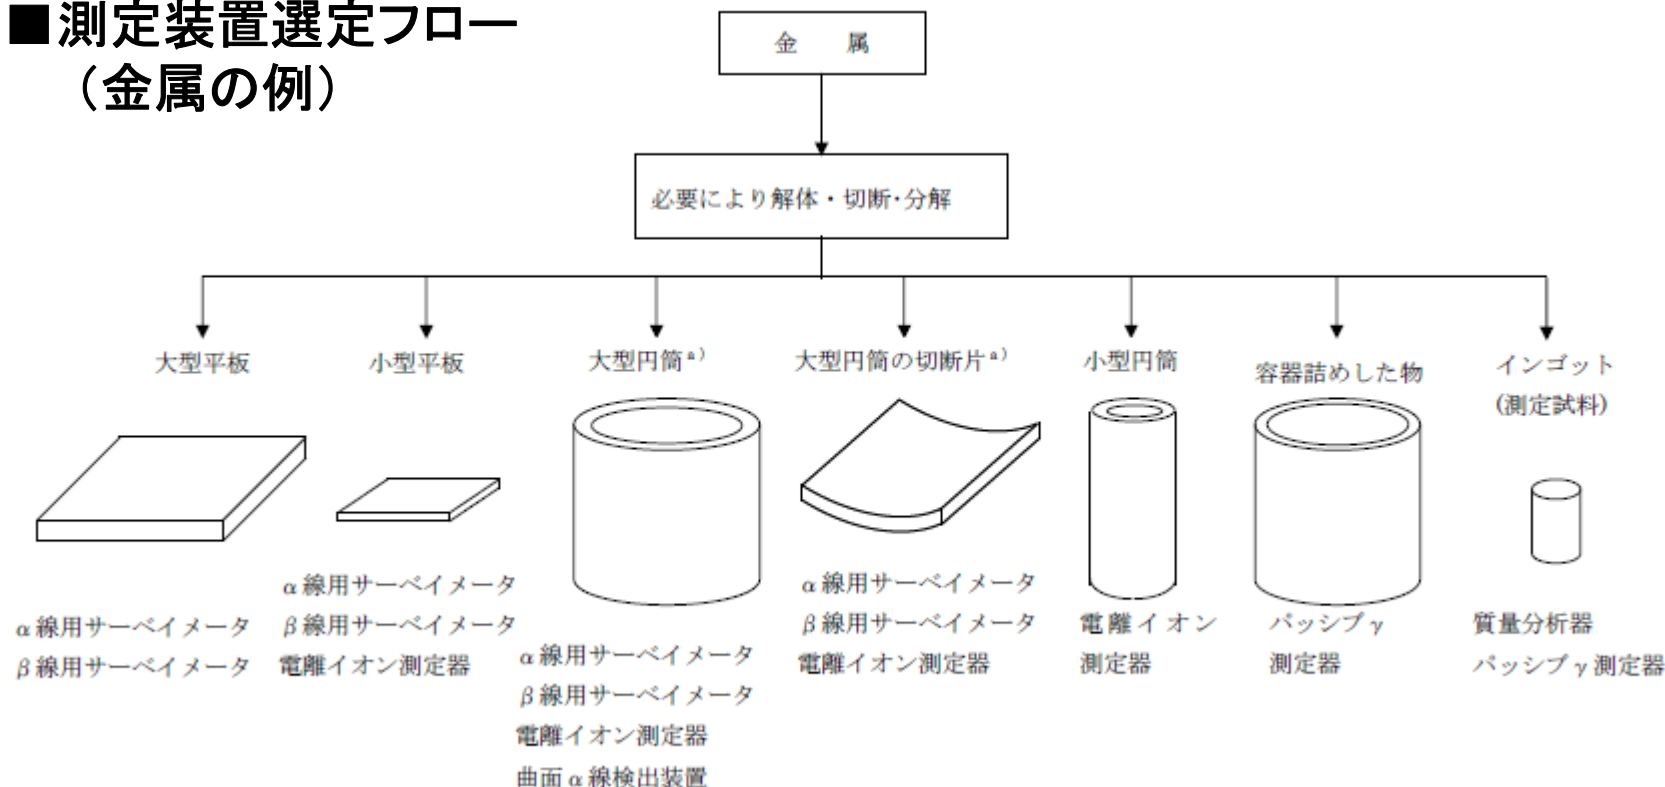 ■測定装置選定フロー
（金属の例）
金　属
必要により解体・切断・分解
大型平板
α線用サーベイメータ
β線用サーベイメータ
小型平板
α線用サーベイメータ
β線用サーベイメータ
電離イオン測定器
大型円筒a)
α線用サーベイメータ
β線用サーベイメータ
電離イオン測定器
曲面α線検出装置
大型円筒の切断片a)
α線用サーベイメータ
β線用サーベイメータ
電離イオン測定器
小型円筒
電離イオン
測定器
容器詰めした物
パッシブγ
測定器
インゴット
(測定試料)
質量分析器
パッシブγ測定器